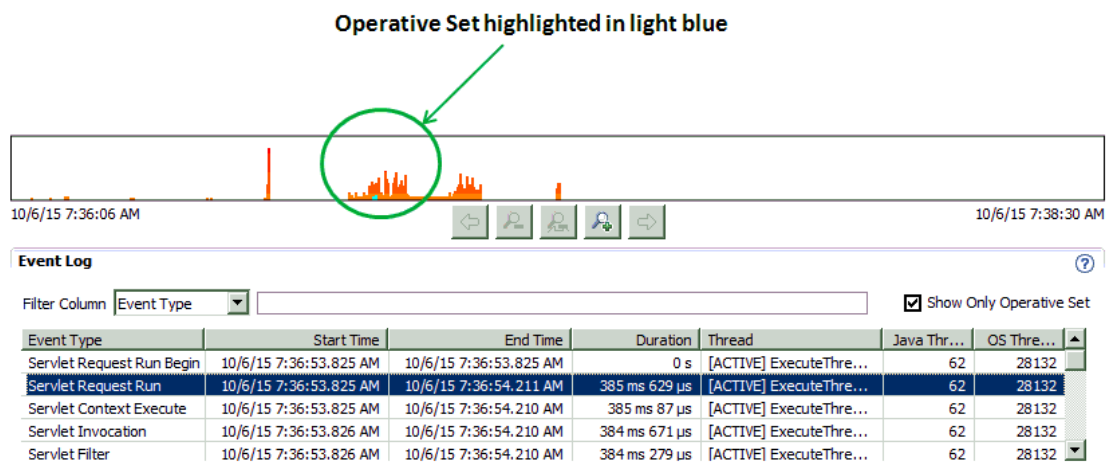 Operative Set highlighted in light blue
10/6/15 7:36:06 AM 10/6/15 7:38:30 AM
Event Log
Filter Column Event Type Show Only Operative Set
Event Type Start Time End Time Duration Thread Java Thr... OS Thre...
Servlet Request Run Begin 10/6/15 7:36:53.825 AM 10/6/15 7:36:53.825 AM 0 s [ACTIVE] ExecuteThre... 62 28132
Servlet Request Run 10/6/15 7:36:53.825 AM 10/6/15 7:36:54.211 AM 385 ms 629 µs [ACTIVE] ExecuteThre... 62 28132
Servlet Context Execute 10/6/15 7:36:53.825 AM 10/6/15 7:36:54.210 AM 385 ms 87 µs [ACTIVE] ExecuteThre... 62 28132
Servlet Invocation 10/6/15 7:36:53.826 AM 10/6/15 7:36:54.210 AM 384 ms 671 µs [ACTIVE] ExecuteThre... 62 28132
Servlet Filter 10/6/15 7:36:53.826 AM 10/6/15 7:36:54.210 AM 384 ms 279 µs [ACTIVE] ExecuteThre... 62 28132